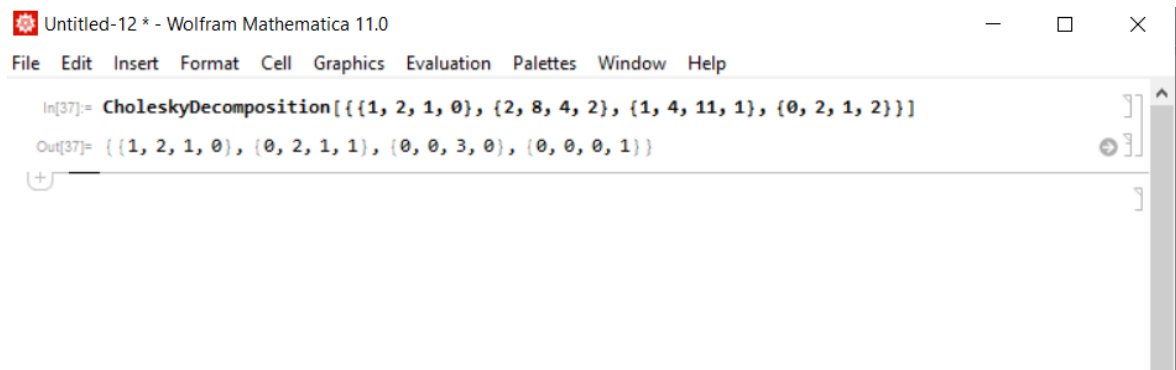 Untitled-12 * - Wolfram Mathematica 11.0
File Edit Insert Format Cell Graphics Evaluation Palettes Window Help
In[37]:= CholeskyDecomposition[{{1, 2, 1, 0}, {2, 8, 4, 2}, {1, 4, 11, 1}, {0, 2, 1, 2}}]
Out[37]= {{1, 2, 1, 0}, {0, 2, 1, 1}, {0, 0, 3, 0}, {0, 0, 0, 1}}